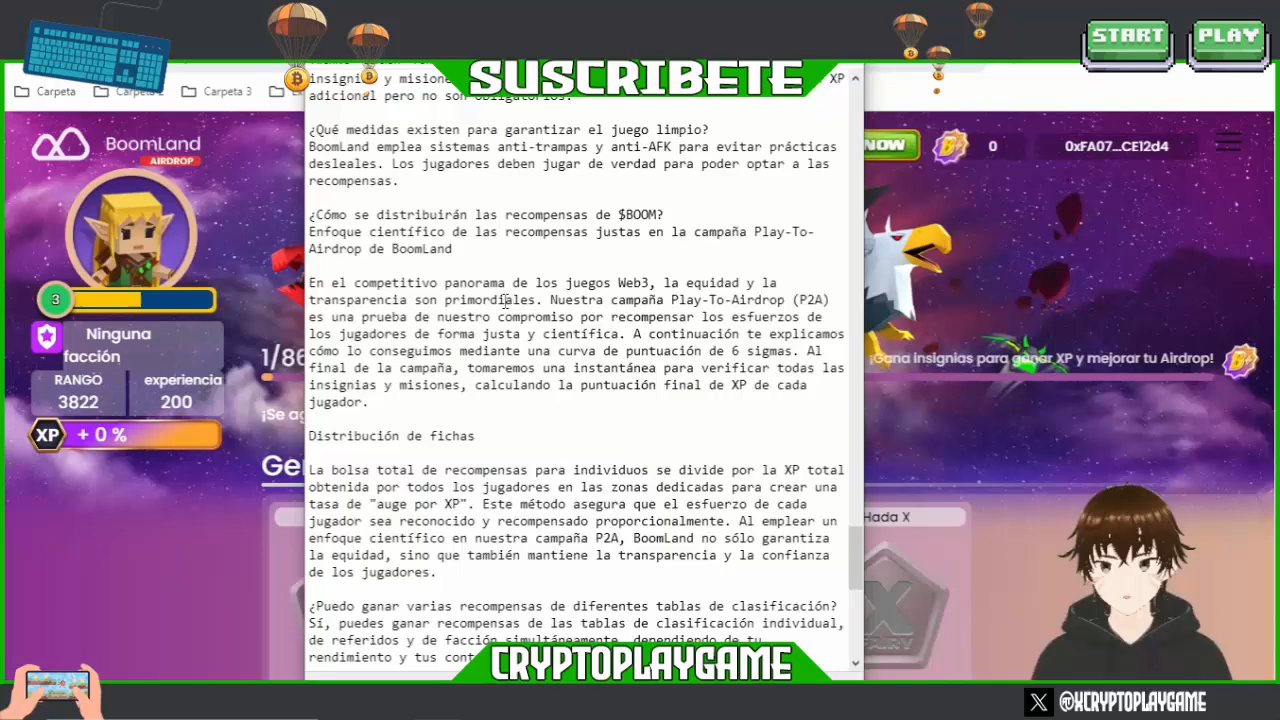 START
PLAY
SUSCRIBETE
Carpeta
Carpeta
Carpeta 3
BoomLand
AIRDROP
3
Ninguna
facción
RANGO
3822
experiencia
200
XP
+ 0 %
NOW
0
0xFA07...CE12d4
1/86
¡Gana insignias para ganar XP y mejorar tu Airdrop!
Hada X
X
FAIRY
XP
adicional pero no son obligatorios.
¿Qué medidas existen para garantizar el juego limpio?
BoomLand emplea sistemas anti-trampas y anti-AFK para evitar prácticas
desleales. Los jugadores deben jugar de verdad para poder optar a las
recompensas.
¿Cómo se distribuirán las recompensas de $BOOM?
Enfoque científico de las recompensas justas en la campaña Play-To-
Airdrop de BoomLand
En el competitivo panorama de los juegos Web3, la equidad y la
transparencia son primordiales. Nuestra campaña Play-To-Airdrop (P2A)
es una prueba de nuestro compromiso por recompensar los esfuerzos de
los jugadores de forma justa y científica. A continuación te explicamos
cómo lo conseguimos mediante una curva de puntuación de 6 sigmas. Al
final de la campaña, tomaremos una instantánea para verificar todas las
insignias y misiones, calculando la puntuación final de XP de cada
jugador.
Distribución de fichas
La bolsa total de recompensas para individuos se divide por la XP total
obtenida por todos los jugadores en las zonas dedicadas para crear una
tasa de "auge por XP". Este método asegura que el esfuerzo de cada
jugador sea reconocido y recompensado proporcionalmente. Al emplear un
enfoque científico en nuestra campaña P2A, BoomLand no sólo garantiza
la equidad, sino que también mantiene la transparencia y la confianza
de los jugadores.
¿Puedo ganar varias recompensas de diferentes tablas de clasificación?
Sí, puedes ganar recompensas de las tablas de clasificación individual,
de referidos y de facción simultáneamente, dependiendo de tu
rendimiento y tus
CRYPTOPLAYGAME
X @XCRYPTOPLAYGAME